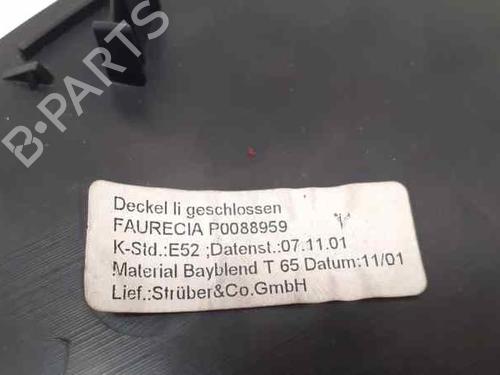 B-PARTS
Deckel li geschlossen
FAURECIA P0088959
K-Std.:E52 ;Datenst.:07.11.01
Material Bayblend T 65 Datum:11/01
Lief.:Strüber&Co.GmbH